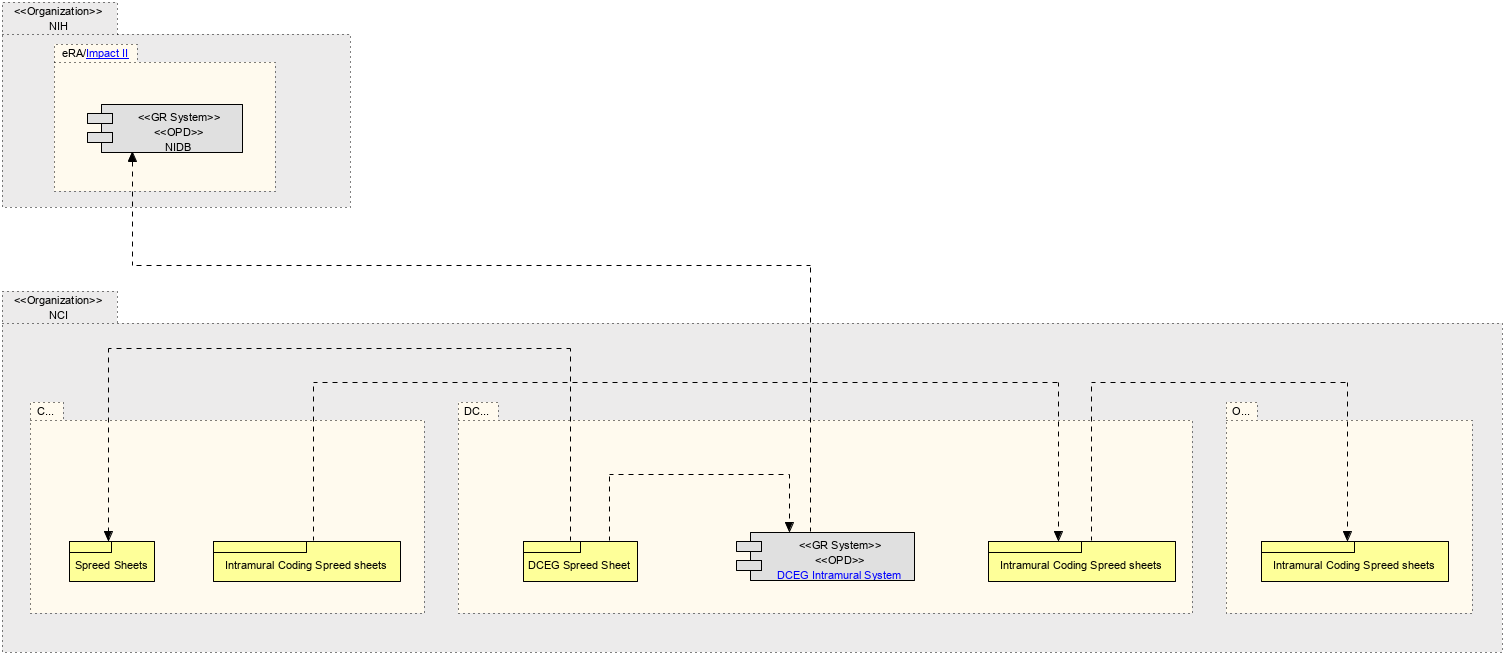 <<Organization>>
NIH
eRA/Impact II
<<GR System>>
<<OPD>>
NIDB
<<Organization>>
NCI
C...
DC...
O...
Spreed Sheets
Intramural Coding Spreed sheets
DCEG Spreed Sheet
<<GR System>>
<<OPD>>
DCEG Intramural System
Intramural Coding Spreed sheets
Intramural Coding Spreed sheets